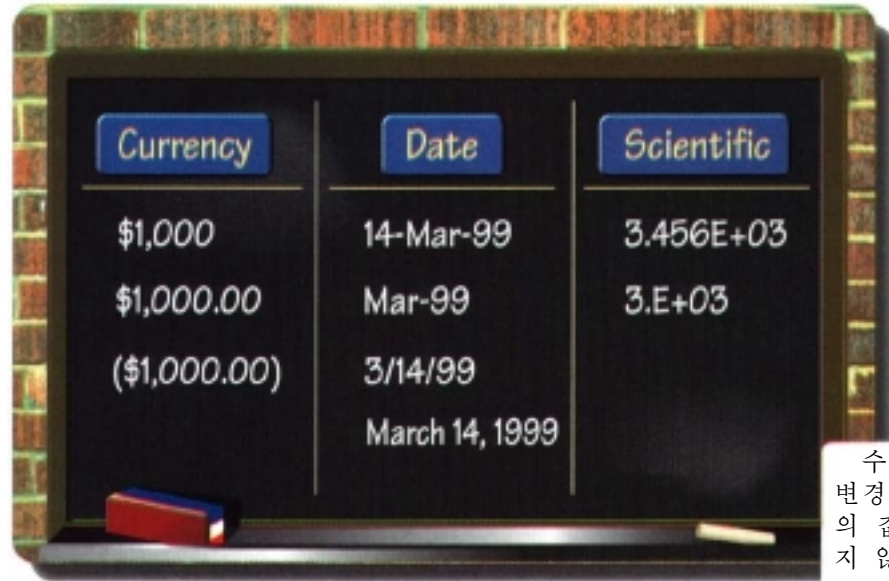 Currency
$1,000
$1,000.00
($1,000.00)
Date
14-Mar-99
Mar-99
3/14/99
March 14, 1999
Scientific
3.456E+03
3.E+03
수
변경
의 값
지 않